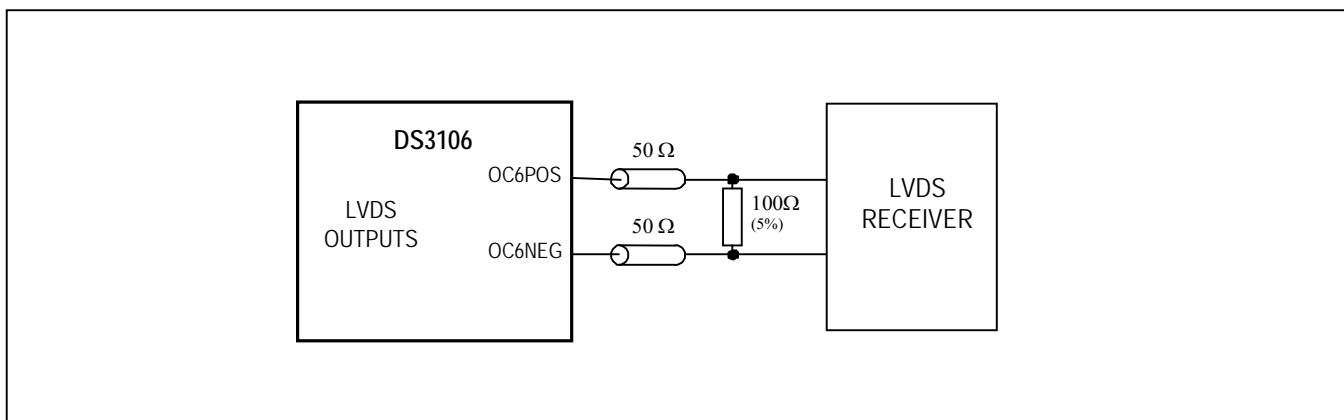 DS3106
LVDS
OUTPUTS
OC6POS
OC6NEG
50 Ω
50 Ω
100Ω
(5%)
LVDS
RECEIVER